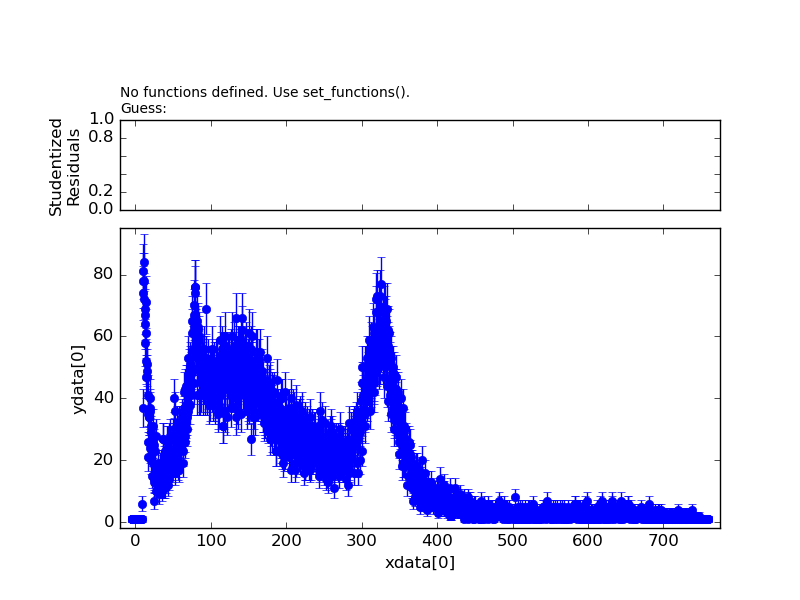 No functions defined. Use set_functions().
Guess:
1.0
0.8
0.2
0.0
Studentized
Residuals
80
60
40
20
0
ydata[0]
0 100 200 300 400 500 600 700
xdata[0]